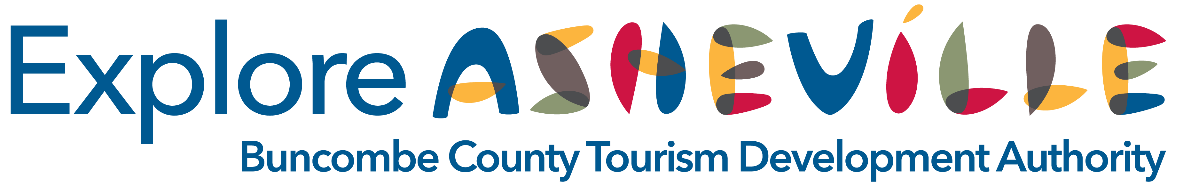 Explore ASHEVILLE
Buncombe County Tourism Development Authority